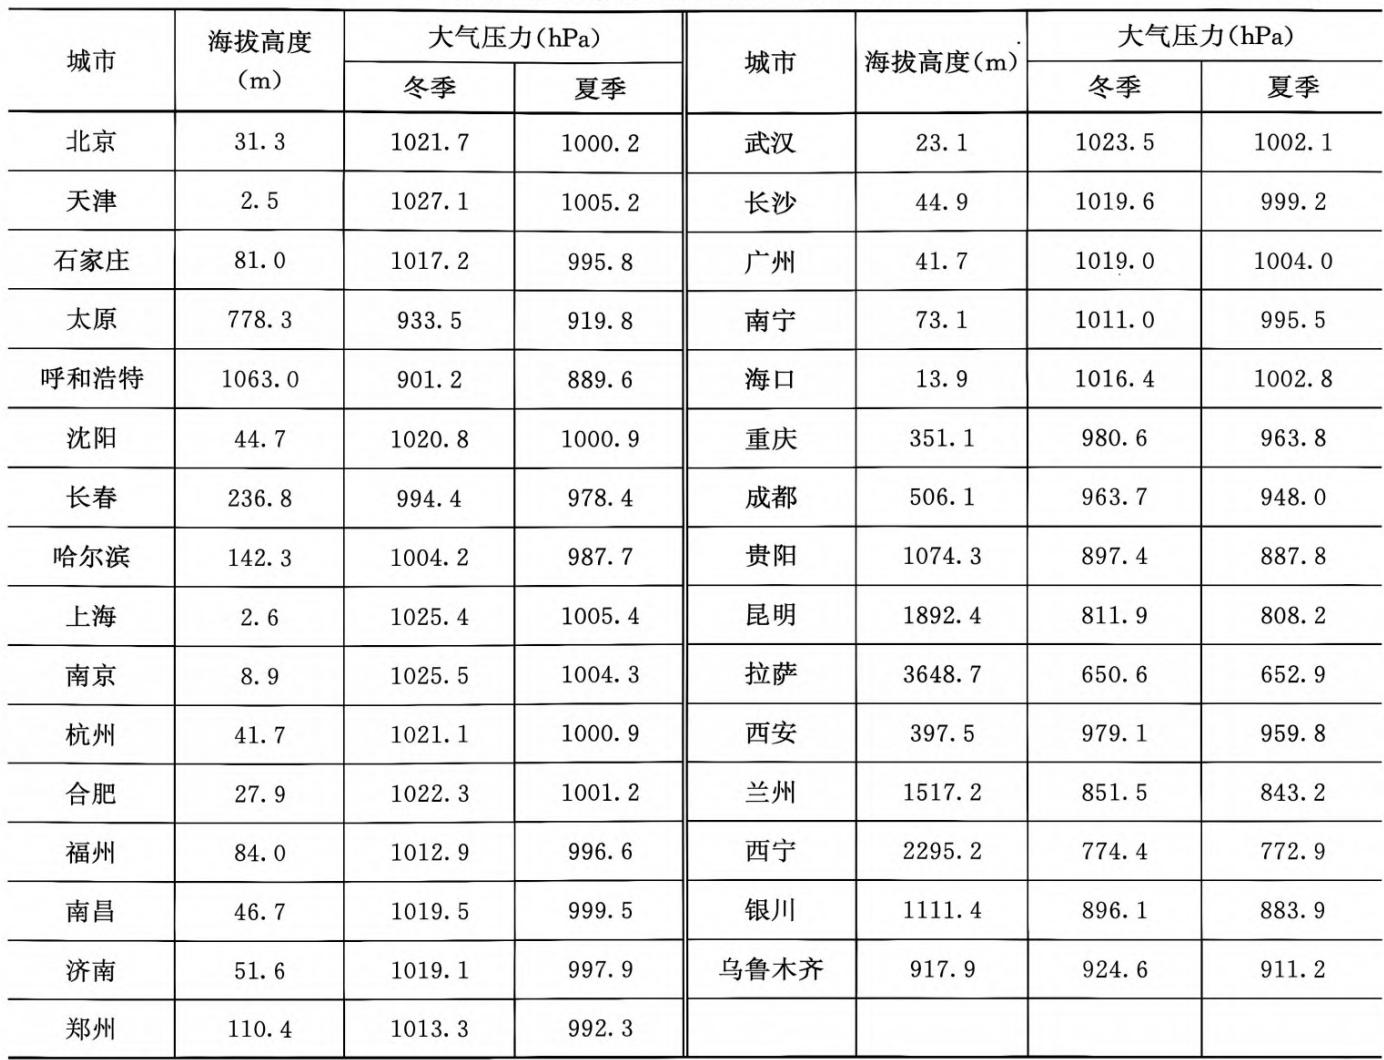 城市 海拔高度(m) 大气压力(hPa) 城市 海拔高度(m) 大气压力(hPa)
冬季 夏季 冬季 夏季
北京 31.3 1021.7 1000.2 武汉 23.1 1023.5 1002.1
天津 2.5 1027.1 1005.2 长沙 44.9 1019.6 999.2
石家庄 81.0 1017.2 995.8 广州 41.7 1019.0 1004.0
太原 778.3 933.5 919.8 南宁 73.1 1011.0 995.5
呼和浩特 1063.0 901.2 889.6 海口 13.9 1016.4 1002.8
沈阳 44.7 1020.8 1000.9 重庆 351.1 980.6 963.8
长春 236.8 994.4 978.4 成都 506.1 963.7 948.0
哈尔滨 142.3 1004.2 987.7 贵阳 1074.3 897.4 887.8
上海 2.6 1025.4 1005.4 昆明 1892.4 811.9 808.2
南京 8.9 1025.5 1004.3 拉萨 3648.7 650.6 652.9
杭州 41.7 1021.1 1000.9 西安 397.5 979.1 959.8
合肥 27.9 1022.3 1001.2 兰州 1517.2 851.5 843.2
福州 84.0 1012.9 996.6 西宁 2295.2 774.4 772.9
南昌 46.7 1019.5 999.5 银川 1111.4 896.1 883.9
济南 51.6 1019.1 997.9 乌鲁木齐 917.9 924.6 911.2
郑州 110.4 1013.3 992.3